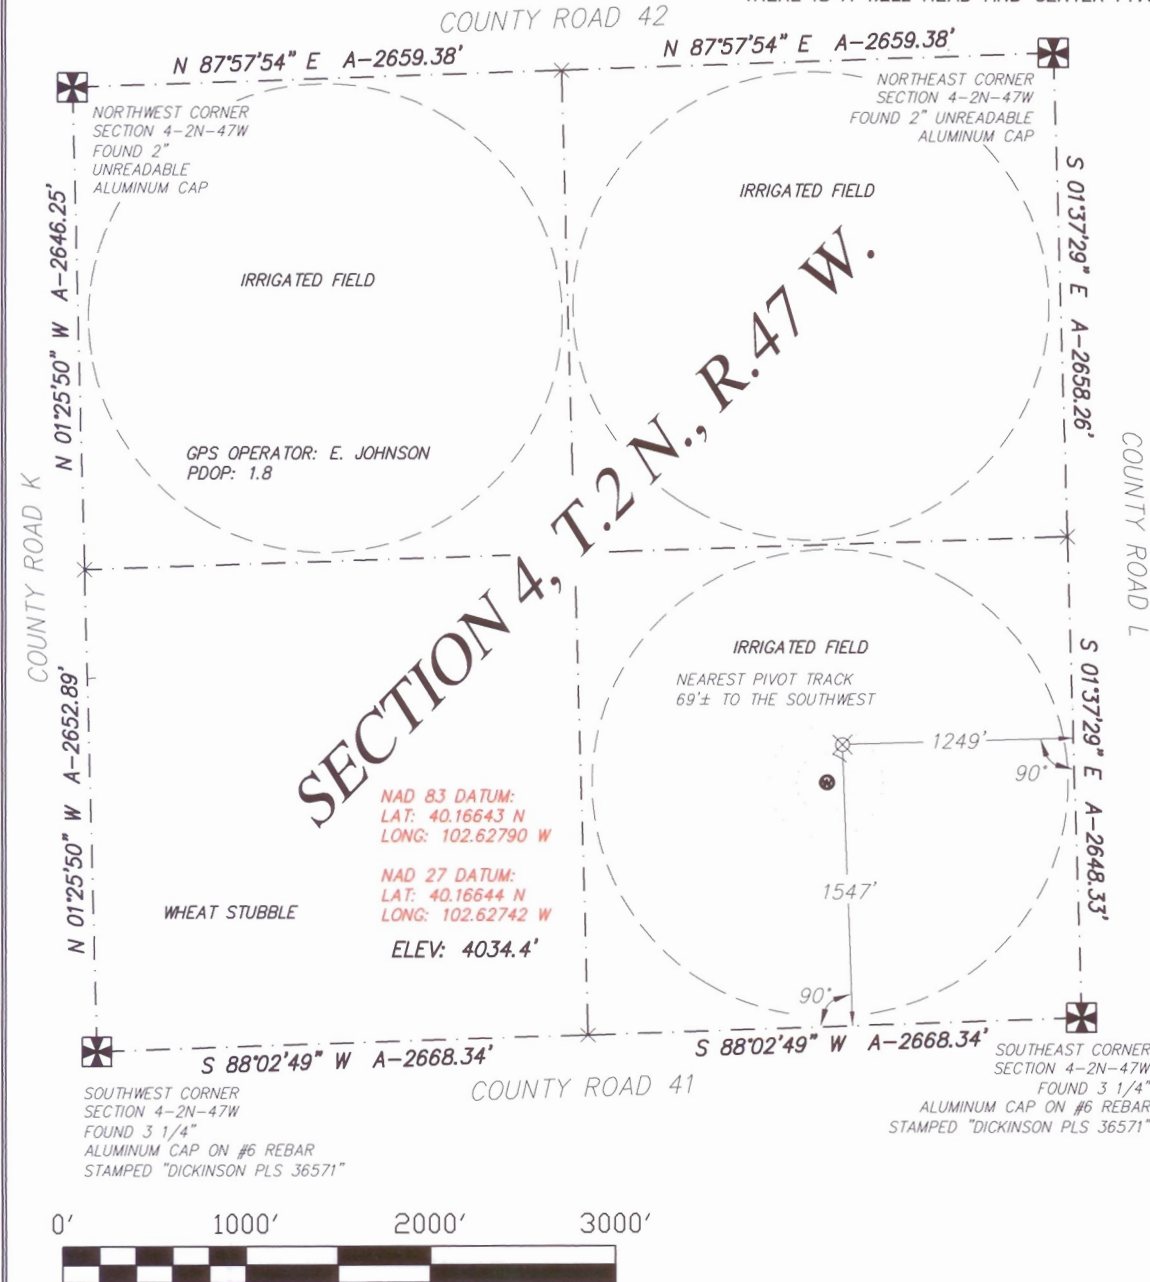 COUNTY ROAD 42
N 87°57'54" E A-2659.38'
N 87°57'54" E A-2659.38'
NORTHWEST CORNER
SECTION 4-2N-47W
FOUND 2"
UNREADABLE
ALUMINUM CAP
NORTHEAST CORNER
SECTION 4-2N-47W
FOUND 2" UNREADABLE
ALUMINUM CAP
N 01°25'50" W A-2646.25'
S 01°37'29" E A-2658.26'
IRRIGATED FIELD
IRRIGATED FIELD
GPS OPERATOR: E. JOHNSON
PDOP: 1.8
SECTION 4, T.2 N., R.47 W.
COUNTY ROAD K
COUNTY ROAD L
IRRIGATED FIELD
NEAREST PIVOT TRACK
69'± TO THE SOUTHWEST
1249'
90°
1547'
90°
N 01°25'50" W A-2652.89'
S 01°37'29" E A-2648.33'
NAD 83 DATUM:
LAT: 40.16643 N
LONG: 102.62790 W
NAD 27 DATUM:
LAT: 40.16644 N
LONG: 102.62742 W
WHEAT STUBBLE
ELEV: 4034.4'
S 88°02'49" W A-2668.34'
S 88°02'49" W A-2668.34'
COUNTY ROAD 41
SOUTHWEST CORNER
SECTION 4-2N-47W
FOUND 3 1/4"
ALUMINUM CAP ON #6 REBAR
STAMPED "DICKINSON PLS 36571"
SOUTHEAST CORNER
SECTION 4-2N-47W
FOUND 3 1/4"
ALUMINUM CAP ON #6 REBAR
STAMPED "DICKINSON PLS 36571"
0' 1000' 2000' 3000'